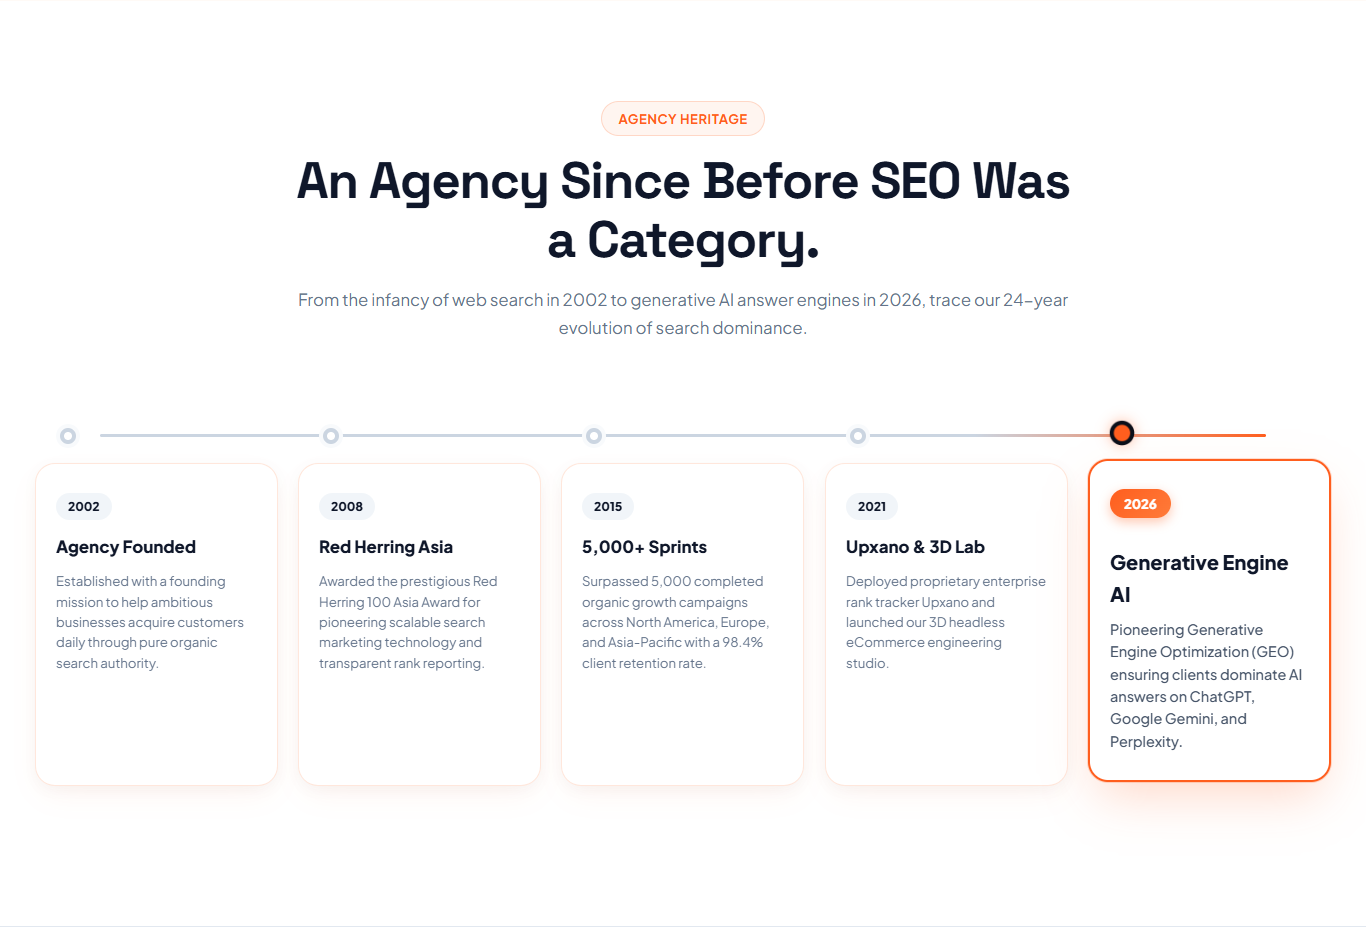 AGENCY HERITAGE
An Agency Since Before SEO Was
a Category.
From the infancy of web search in 2002 to generative AI answer engines in 2026, trace our 24-year
evolution of search dominance.
2002
Agency Founded
Established with a founding
mission to help ambitious
businesses acquire customers
daily through pure organic
search authority.
2008
Red Herring Asia
Awarded the prestigious Red
Herring 100 Asia Award for
pioneering scalable search
marketing technology and
transparent rank reporting.
2015
5,000+ Sprints
Surpassed 5,000 completed
organic growth campaigns
across North America, Europe,
and Asia-Pacific with a 98.4%
client retention rate.
2021
Upxano & 3D Lab
Deployed proprietary enterprise
rank tracker Upxano and
launched our 3D headless
eCommerce engineering
studio.
2026
Generative Engine
AI
Pioneering Generative
Engine Optimization (GEO)
ensuring clients dominate AI
answers on ChatGPT,
Google Gemini, and
Perplexity.